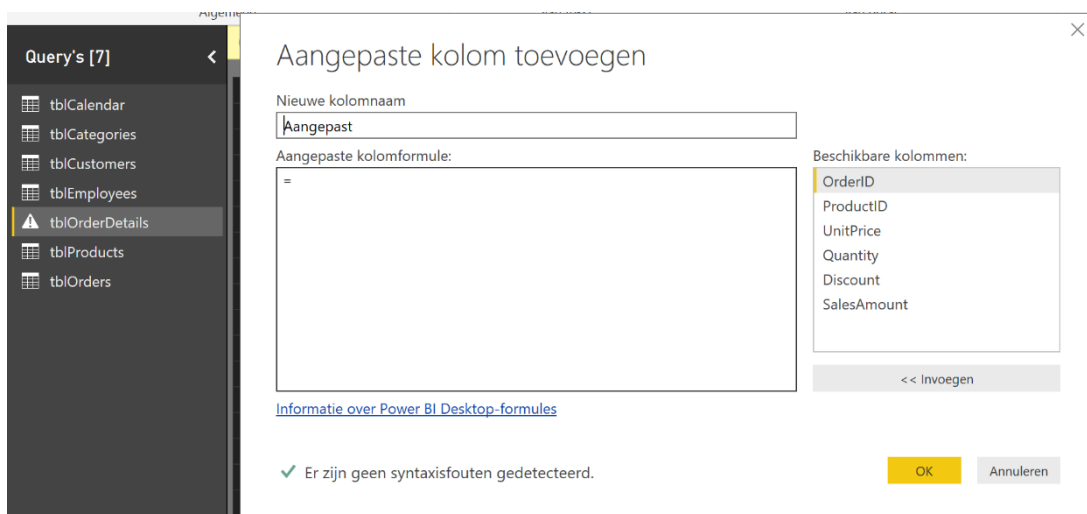 Query's [7]
<
tblCalendar
tblCategories
tblCustomers
tblEmployees
tblOrderDetails
tblProducts
tblOrders
Aangepaste kolom toevoegen
Nieuwe kolomnaam
Aangepast
Aangepaste kolomformule:
=
Beschikbare kolommen:
OrderID
ProductID
UnitPrice
Quantity
Discount
SalesAmount
<< Invoegen
Informatie over Power BI Desktop-formules
Er zijn geen syntaxisfouten gedetecteerd.
OK
Annuleren